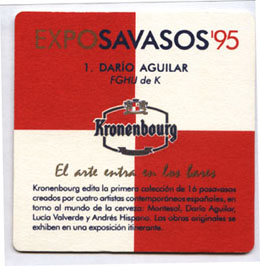 EXPOSAVASOS'95
1. DARÍO AGUILAR
FGHIJ de K
Kronenbourg
El arte entra en los bares
Kronenbourg edita la primera colección de 16 posavasos
creados por cuatro artistas contemporáneos españoles, en
torno al mundo de la cerveza: Montesol, Darío Aguilar,
Lucía Valverde y Andrés Hispano. Las obras originales se
exhiben en una exposición itinerante.